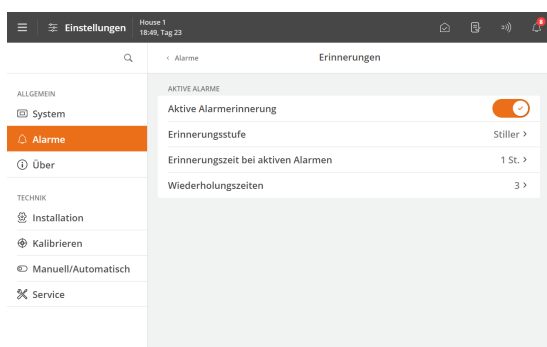 Einstellungen
House 1
18:49, Tag 23
8
Alarme
Erinnerungen
ALLGEMEIN
System
Alarme
Über
TECHNIK
Installation
Kalibrieren
Manuell/Automatisch
Service
AKTIVE ALARME
Aktive Alarmerinnerung
Erinnerungsstufe Stiller
Erinnerungszeit bei aktiven Alarmen 1 St.
Wiederholungszeiten 3